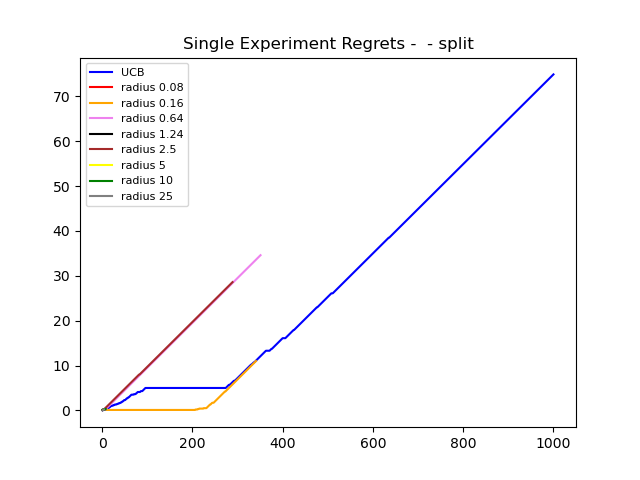 Single Experiment Regrets -  - split
UCB
radius 0.08
radius 0.16
radius 0.64
radius 1.24
radius 2.5
radius 5
radius 10
radius 25
70
60
50
40
30
20
10
0
0 200 400 600 800 1000